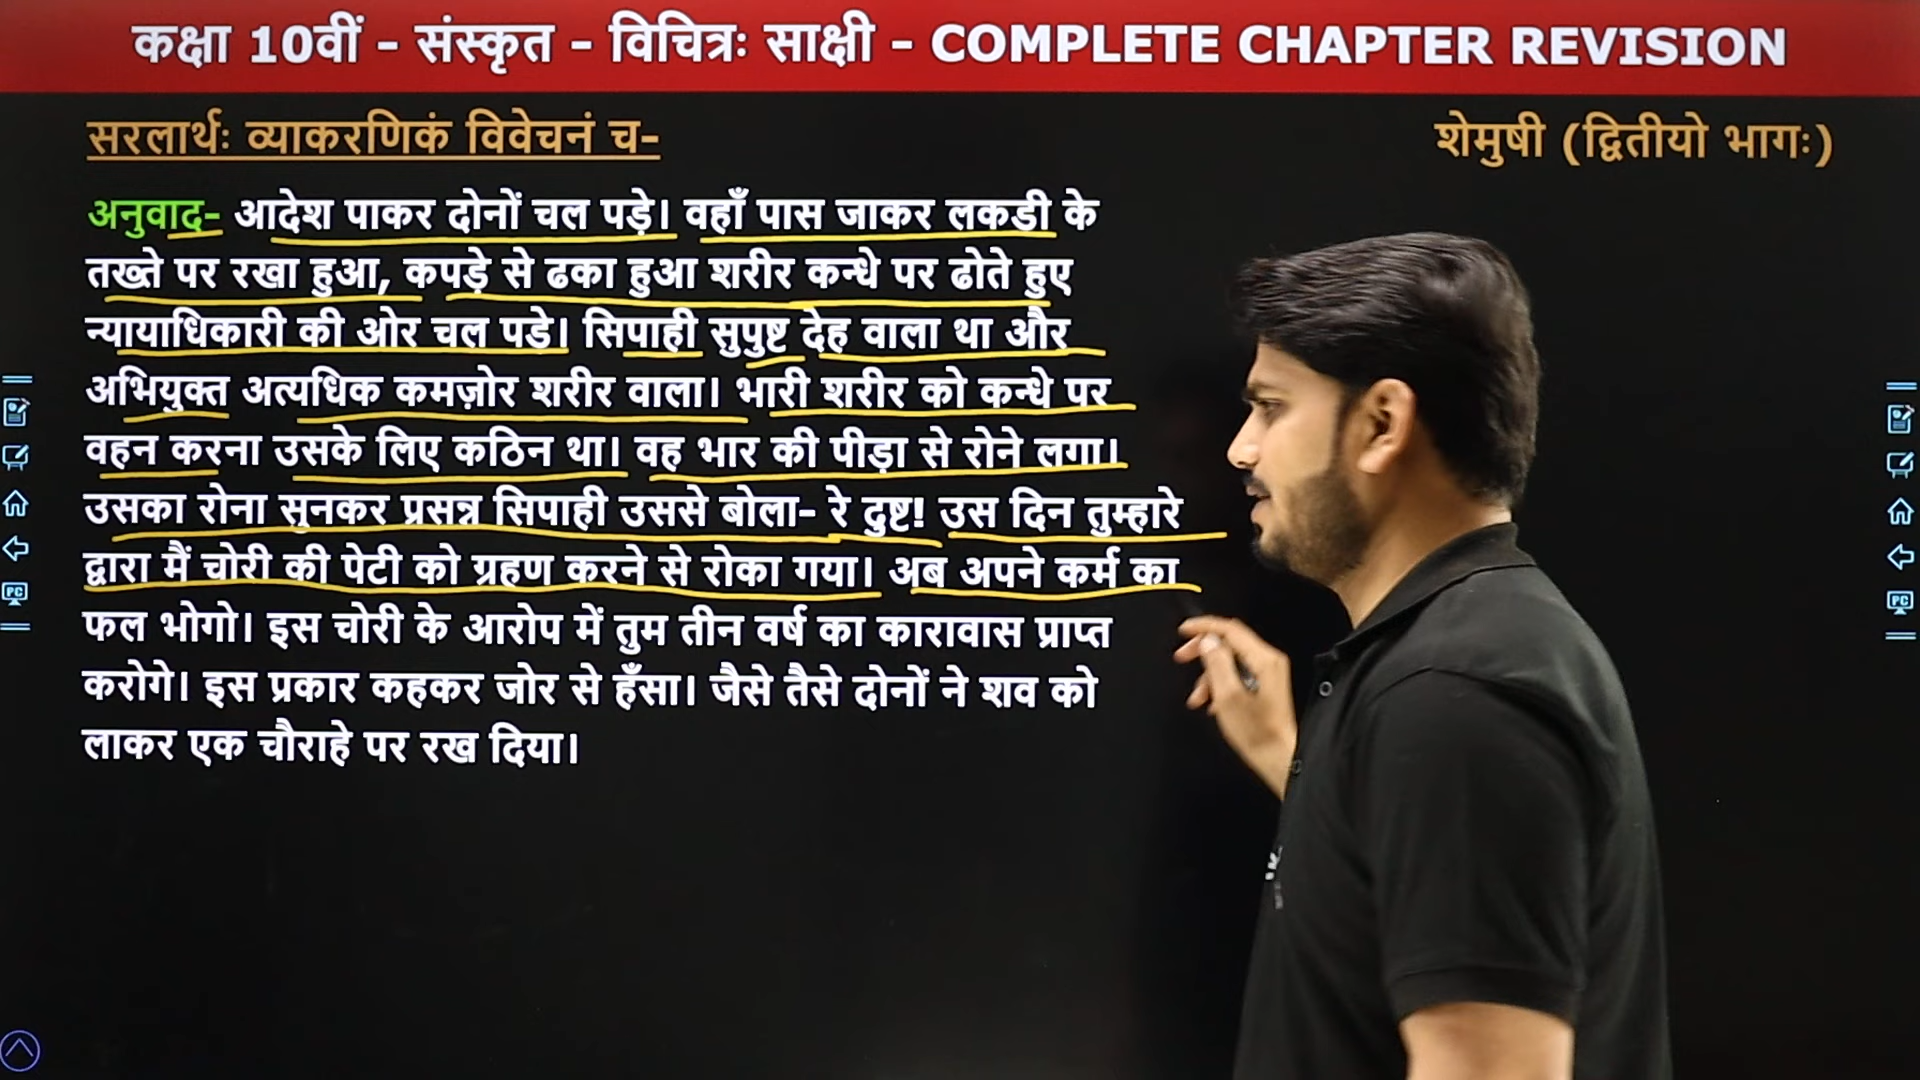 कक्षा 10वीं - संस्कृत - विचित्रः साक्षी - COMPLETE CHAPTER REVISION
सरलार्थः व्याकरणिकं विवेचनं च-
शेमुषी (द्वितीयो भागः)
अनुवाद- आदेश पाकर दोनों चल पड़े। वहाँ पास जाकर लकडी के
तख्ते पर रखा हुआ, कपड़े से ढका हुआ शरीर कन्धे पर ढोते हुए
न्यायाधिकारी की ओर चल पडे। सिपाही सुपुष्ट देह वाला था और
अभियुक्त अत्यधिक कमज़ोर शरीर वाला। भारी शरीर को कन्धे पर
वहन करना उसके लिए कठिन था। वह भार की पीड़ा से रोने लगा।
उसका रोना सुनकर प्रसन्न सिपाही उससे बोला- रे दुष्ट! उस दिन तुम्हारे
द्वारा मैं चोरी की पेटी को ग्रहण करने से रोका गया। अब अपने कर्म का
फल भोगो। इस चोरी के आरोप में तुम तीन वर्ष का कारावास प्राप्त
करोगे। इस प्रकार कहकर जोर से हँसा। जैसे तैसे दोनों ने शव को
लाकर एक चौराहे पर रख दिया।
PC
PC